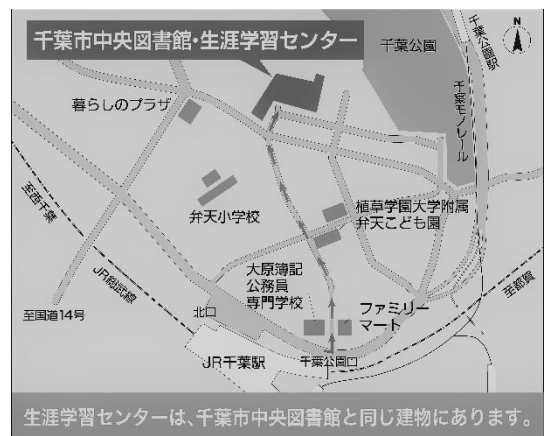 千葉市中央図書館・生涯学習センター
N
千葉公園
千葉公園駅
千葉モノレール
暮らしのプラザ
至西千葉
弁天小学校
植草学園大学附属
弁天こども園
JR総武線
大原簿記
公務員
専門学校
至都賀
至国道14号
北口
ファミリー
マート
JR千葉駅
千葉公園口
生涯学習センターは、千葉市中央図書館と同じ建物にあります。